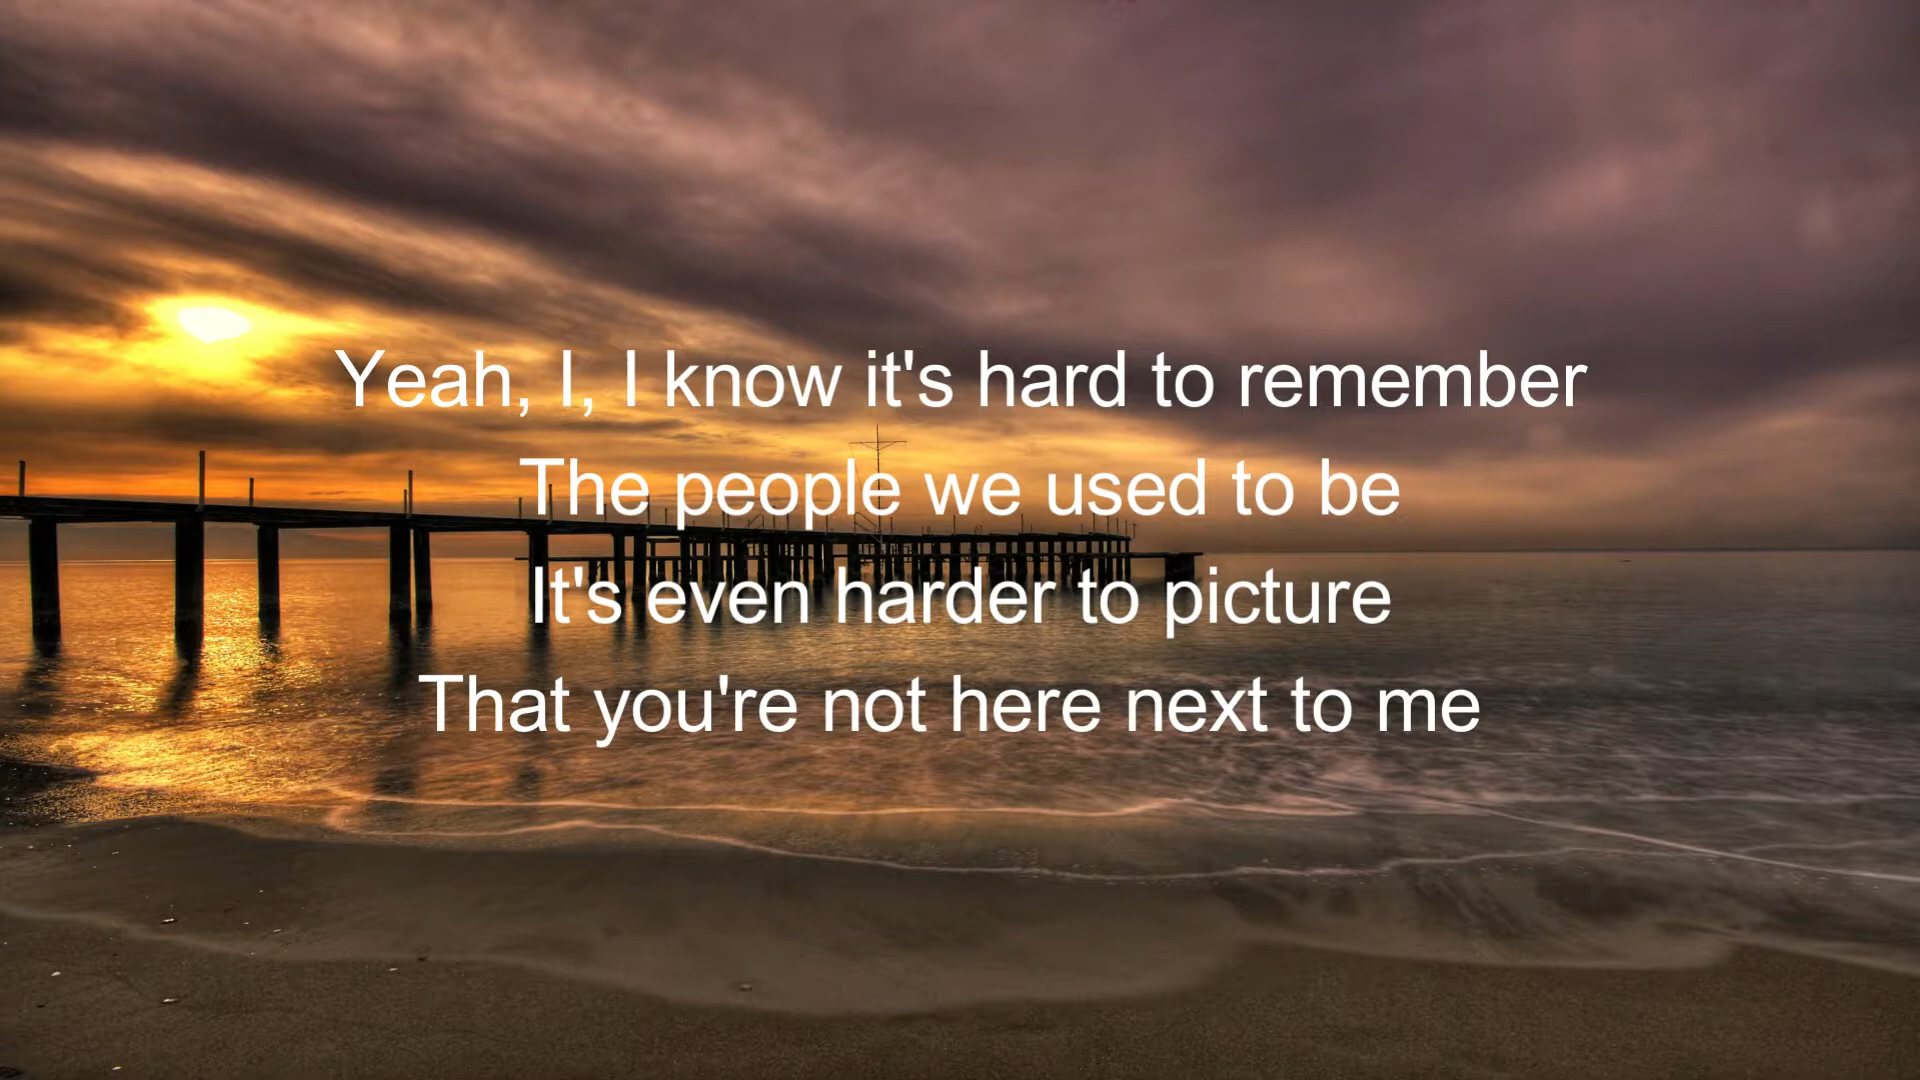 Yeah, I, I know it's hard to remember
The people we used to be
It's even harder to picture
That you're not here next to me